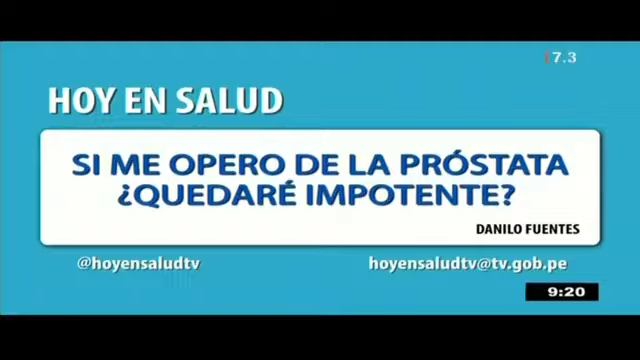 i7.3
HOY EN SALUD
SI ME OPERO DE LA PRÓSTATA
¿QUEDARÉ IMPOTENTE?
DANILO FUENTES
@hoyensaludtv
hoyensaludtv@tv.gob.pe
9:20